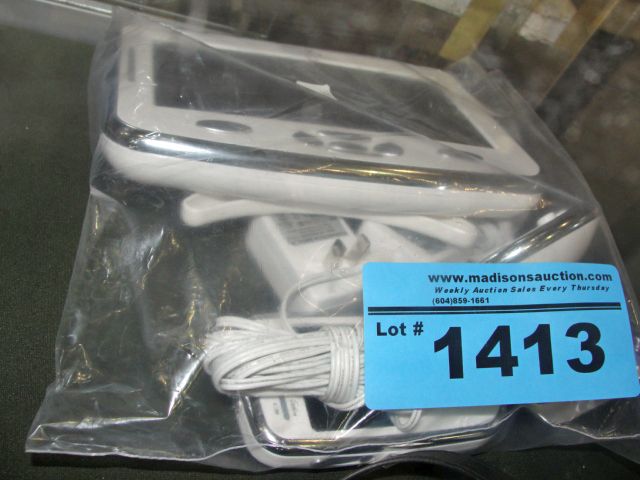 www.madisonsauction.com
Weekly Auction Sales Every Thursday
(604)859-1661
Lot # 1413